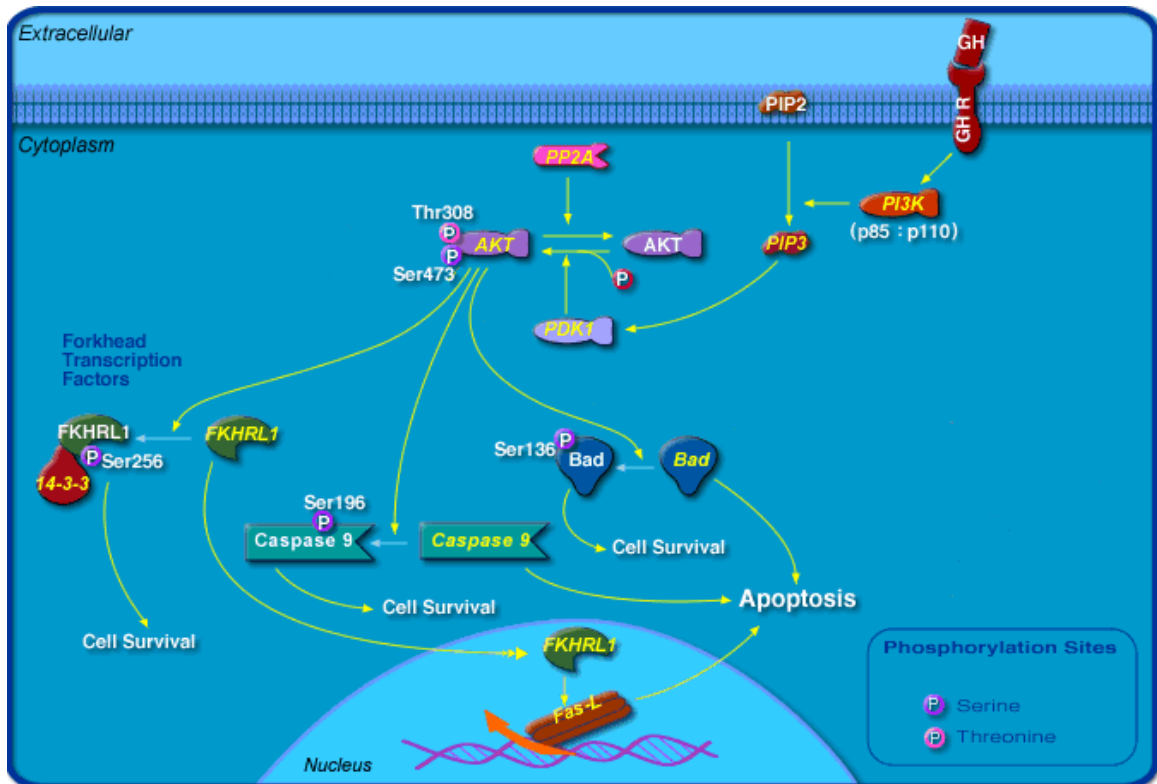 Extracellular
GH
GH R
PIP2
Cytoplasm
PP2A
PI3K
(p85 : p110)
Thr308
P
AKT
P
Ser473
AKT
P
PIP3
PDK1
Forkhead
Transcription
Factors
FKHRL1
P
Ser256
14-3-3
FKHRL1
Ser136
P
Bad
Bad
Ser196
P
Caspase 9
Caspase 9
Cell Survival
Cell Survival
Apoptosis
Cell Survival
FKHRL1
Fas-L
Nucleus
Phosphorylation Sites
P Serine
P Threonine